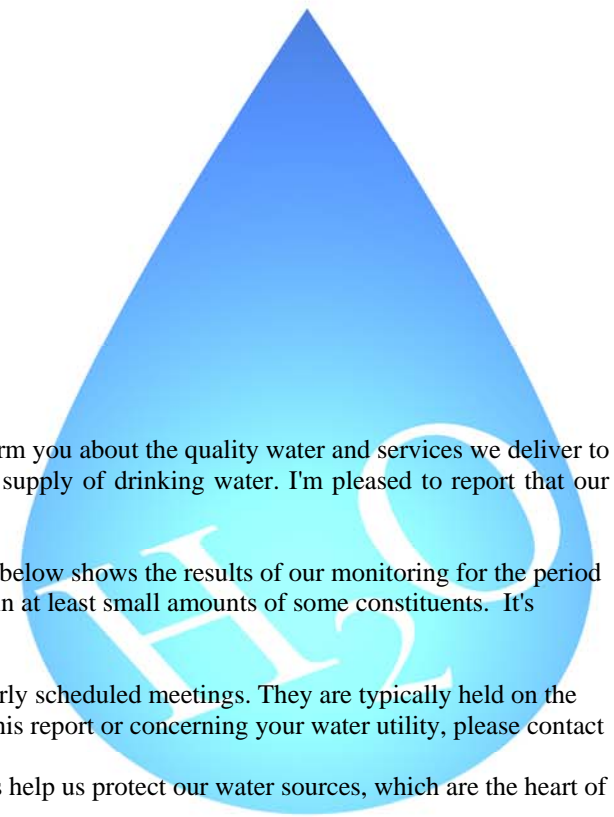 rm you about the quality water and services we deliver to
supply of drinking water. I'm pleased to report that our
below shows the results of our monitoring for the period
in at least small amounts of some constituents. It's
H2O
rly scheduled meetings. They are typically held on the
his report or concerning your water utility, please contact
s help us protect our water sources, which are the heart of